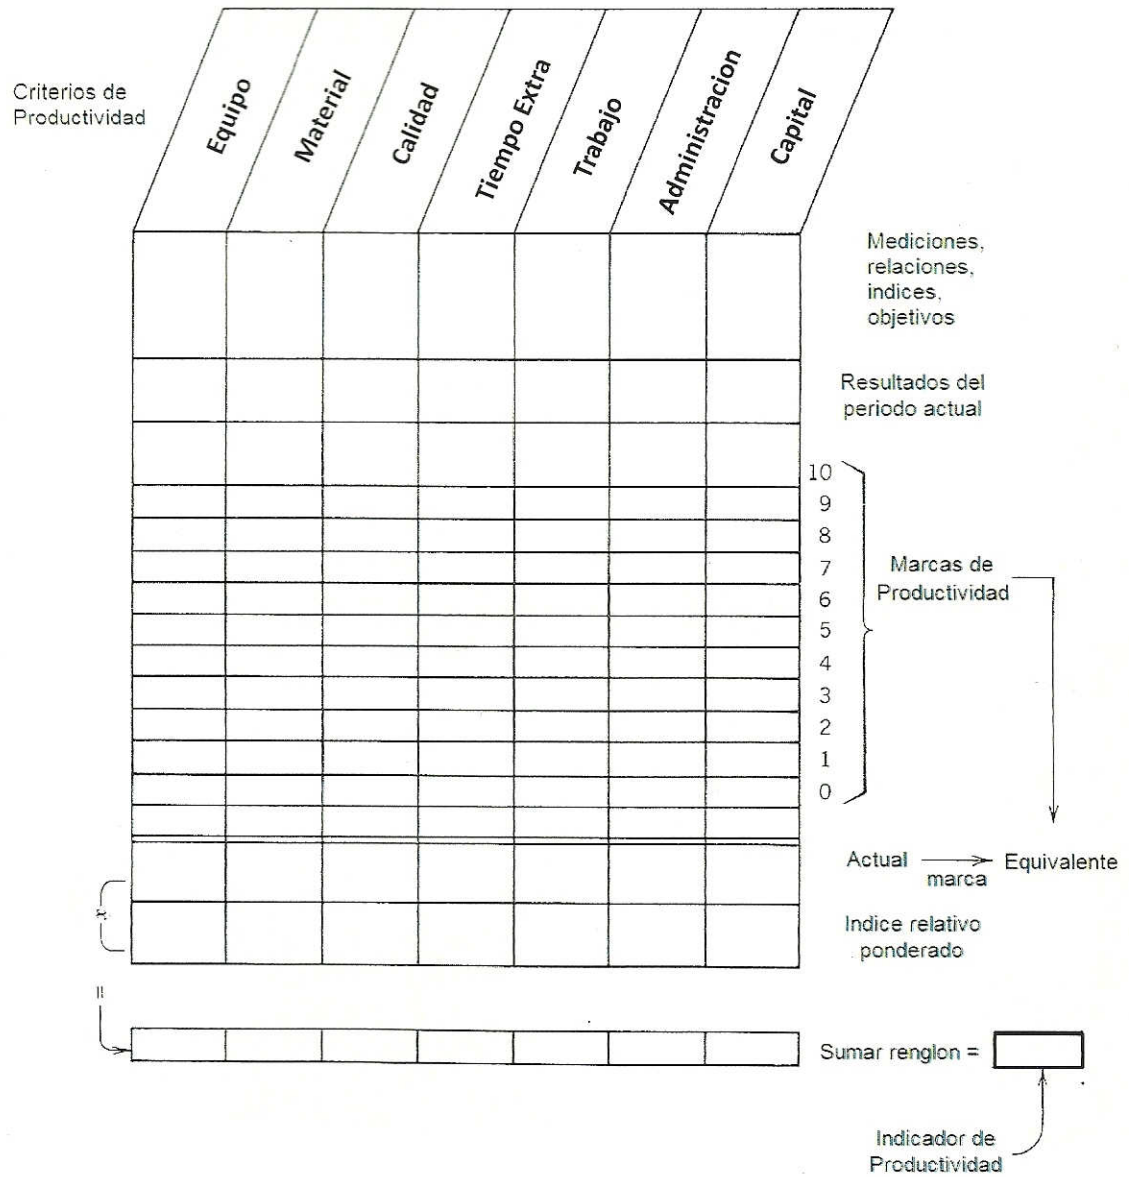 Criterios de
Productividad
Equipo
Material
Calidad
Tiempo Extra
Trabajo
Administracion
Capital
Mediciones,
relaciones,
indices,
objetivos
Resultados del
periodo actual
10
9
8
7
6
5
4
3
2
1
0
Marcas de
Productividad
Actual
marca
Equivalente
x
Indice relativo
ponderado
=
Sumar renglon =
Indicador de
Productividad